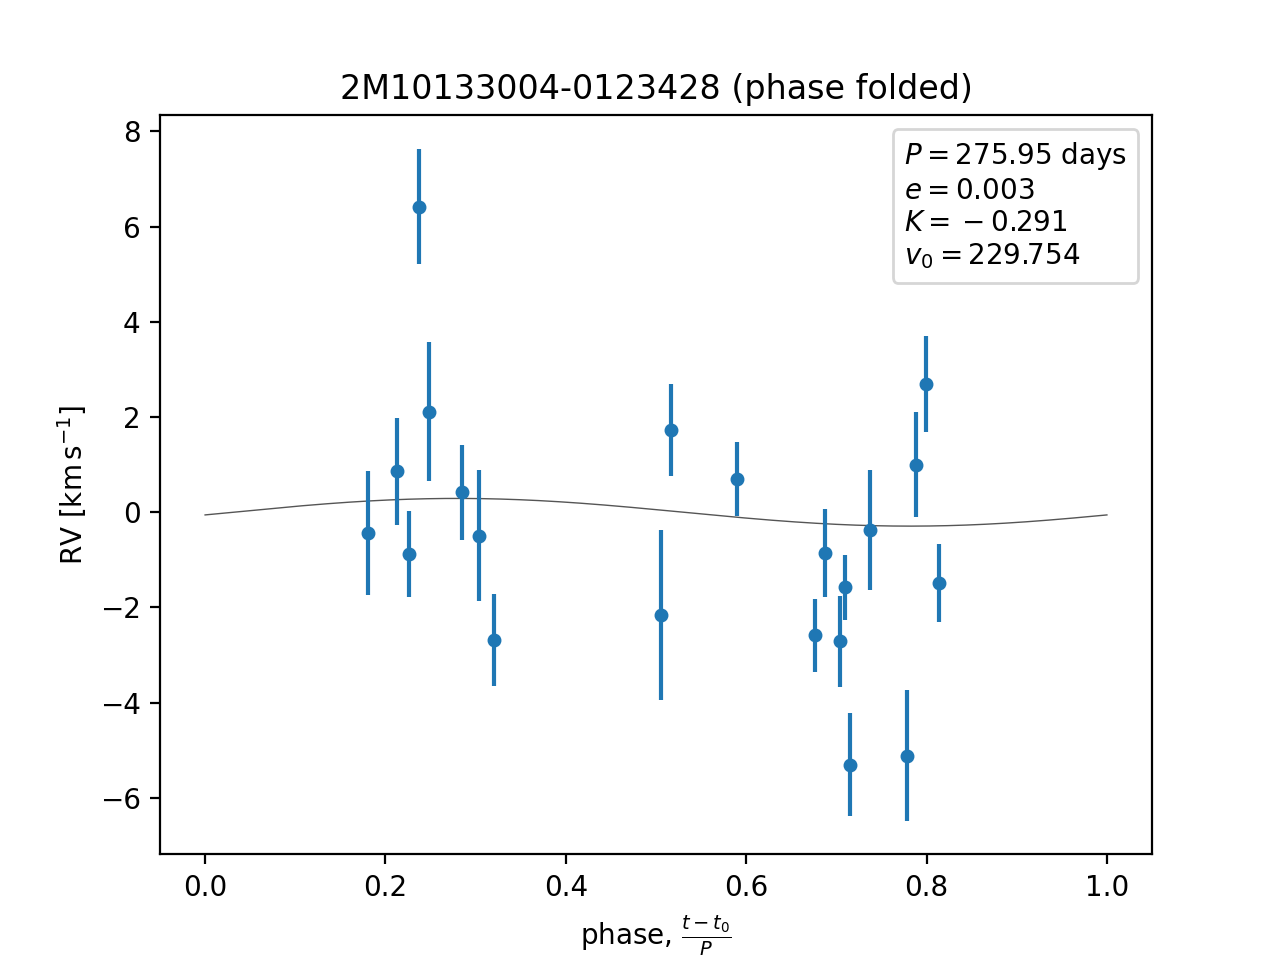 2M10133004-0123428 (phase folded)
P = 275.95 days
e = 0.003
K = −0.291
v₀ = 229.754
8
6
4
2
0
−2
−4
−6
RV [km s⁻¹]
0.0 0.2 0.4 0.6 0.8 1.0
phase, (t − t₀)/P